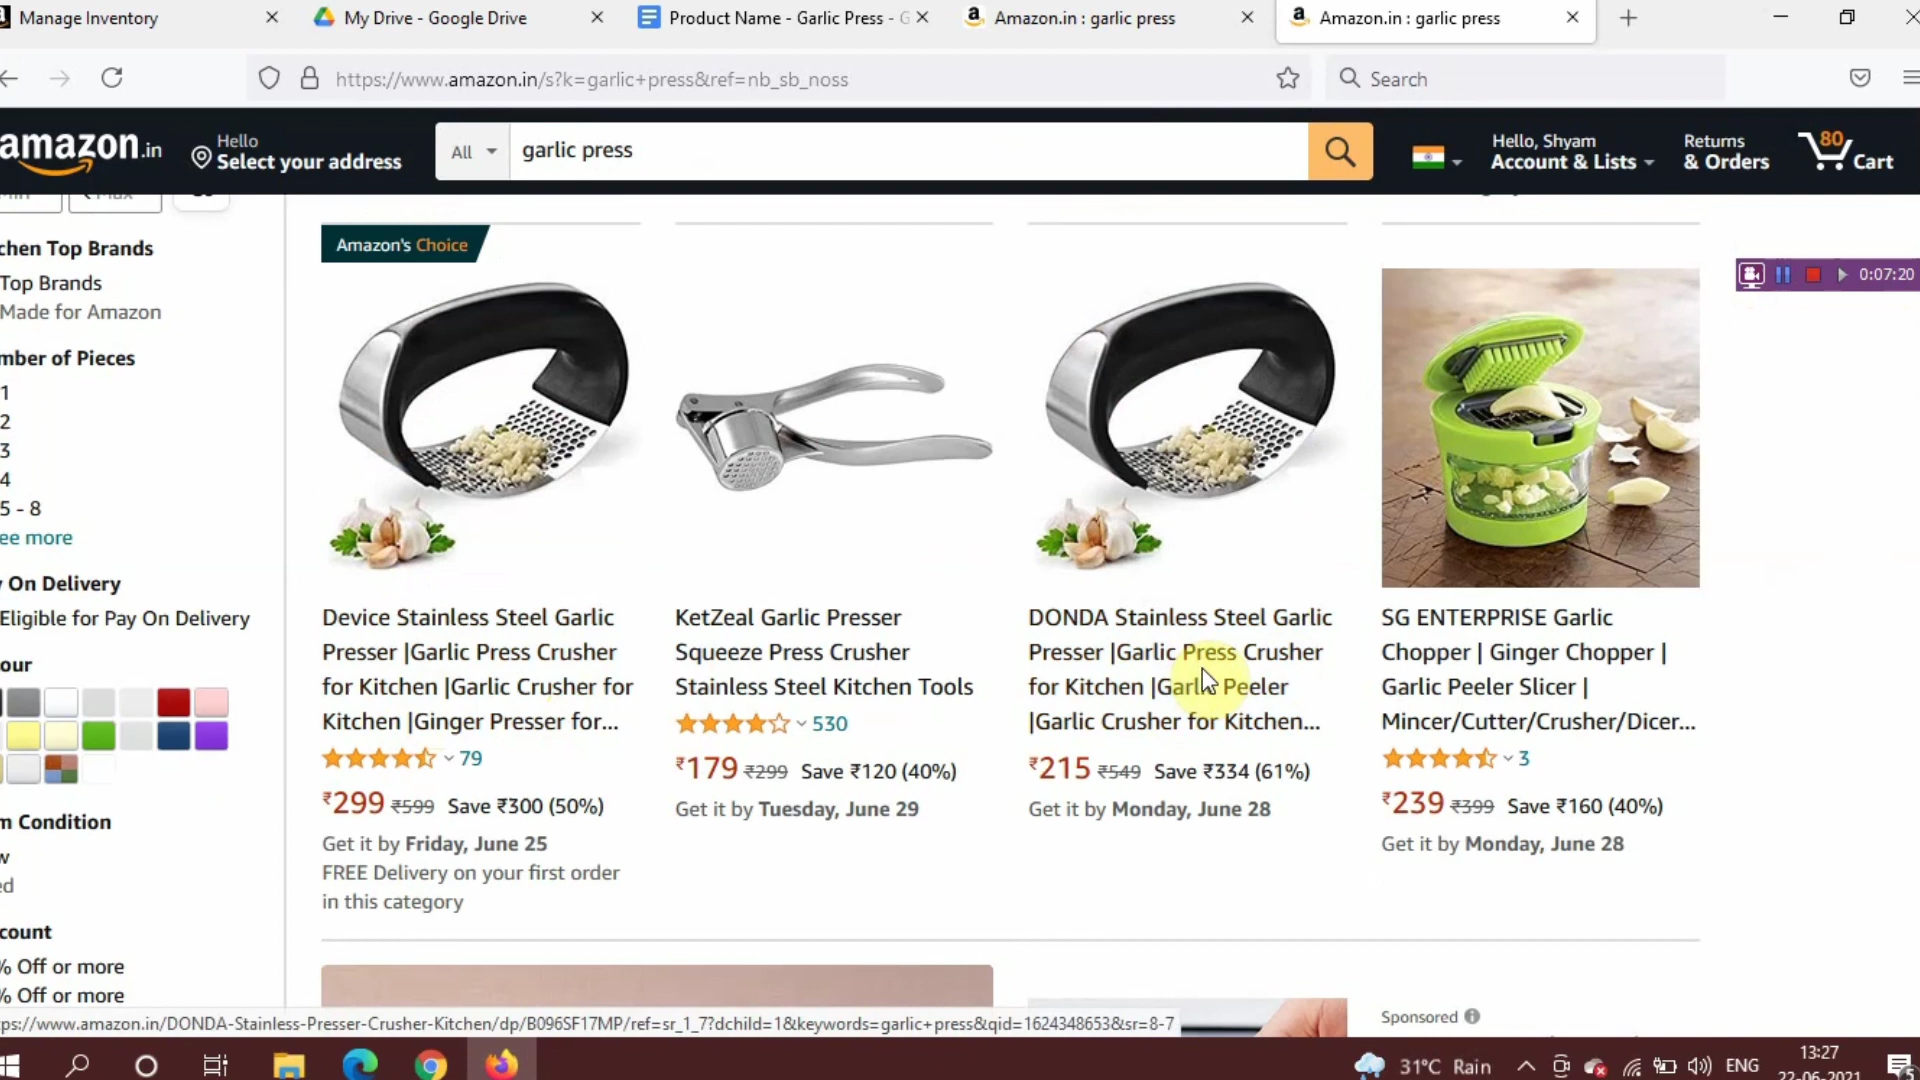 Manage Inventory
My Drive - Google Drive
Product Name - Garlic Press - G
Amazon.in : garlic press
Amazon.in : garlic press
https://www.amazon.in/s?k=garlic+press&ref=nb_sb_noss
Search
amazon.in
Hello
Select your address
All
garlic press
Hello, Shyam
Account & Lists
Returns
& Orders
80
Cart
chen Top Brands
Top Brands
Made for Amazon
mber of Pieces
1
2
3
4
5 - 8
ee more
y On Delivery
Eligible for Pay On Delivery
our
m Condition
w
ed
count
% Off or more
% Off or more
Amazon's Choice
0:07:20
Device Stainless Steel Garlic
Presser |Garlic Press Crusher
for Kitchen |Garlic Crusher for
Kitchen |Ginger Presser for...
79
₹299 ₹599 Save ₹300 (50%)
Get it by Friday, June 25
FREE Delivery on your first order
in this category
KetZeal Garlic Presser
Squeeze Press Crusher
Stainless Steel Kitchen Tools
530
₹179 ₹299 Save ₹120 (40%)
Get it by Tuesday, June 29
DONDA Stainless Steel Garlic
Presser |Garlic Press Crusher
for Kitchen |Garlic Peeler
|Garlic Crusher for Kitchen...
₹215 ₹549 Save ₹334 (61%)
Get it by Monday, June 28
SG ENTERPRISE Garlic
Chopper | Ginger Chopper |
Garlic Peeler Slicer |
Mincer/Cutter/Crusher/Dicer...
3
₹239 ₹399 Save ₹160 (40%)
Get it by Monday, June 28
Sponsored
ps://www.amazon.in/DONDA-Stainless-Presser-Crusher-Kitchen/dp/B096SF17MP/ref=sr_1_7?dchild=1&keywords=garlic+press&qid=1624348653&sr=8-7
31°C Rain
ENG
13:27
22-06-2021
5